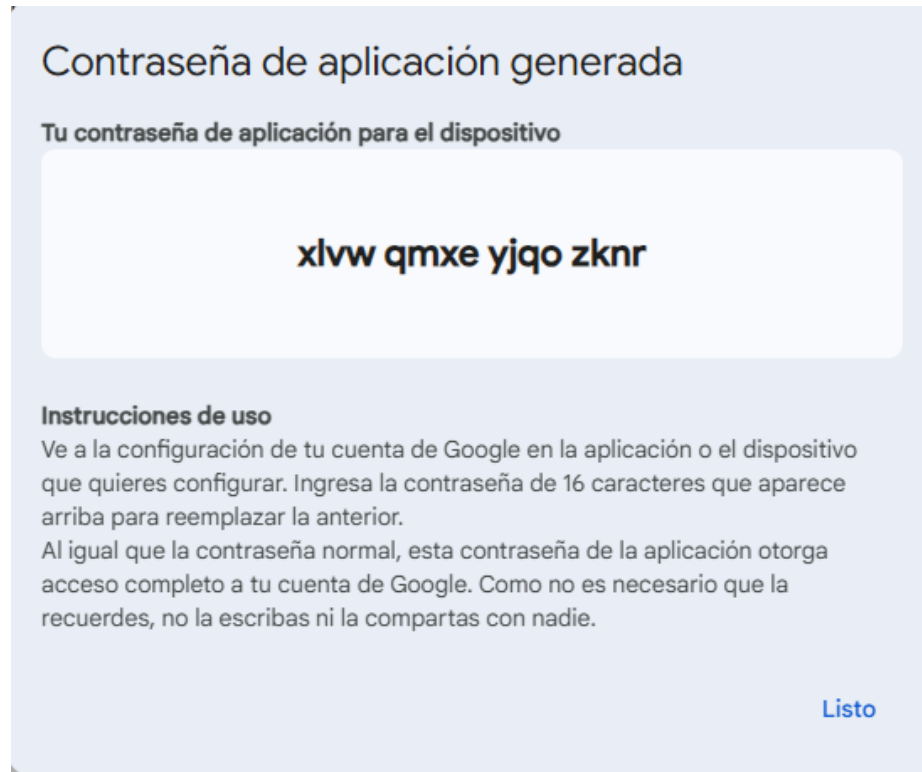 Contraseña de aplicación generada
Tu contraseña de aplicación para el dispositivo
xlvw qmxe yjqo zknr
Instrucciones de uso
Ve a la configuración de tu cuenta de Google en la aplicación o el dispositivo
que quieres configurar. Ingresa la contraseña de 16 caracteres que aparece
arriba para reemplazar la anterior.
Al igual que la contraseña normal, esta contraseña de la aplicación otorga
acceso completo a tu cuenta de Google. Como no es necesario que la
recuerdes, no la escribas ni la compartas con nadie.
Listo